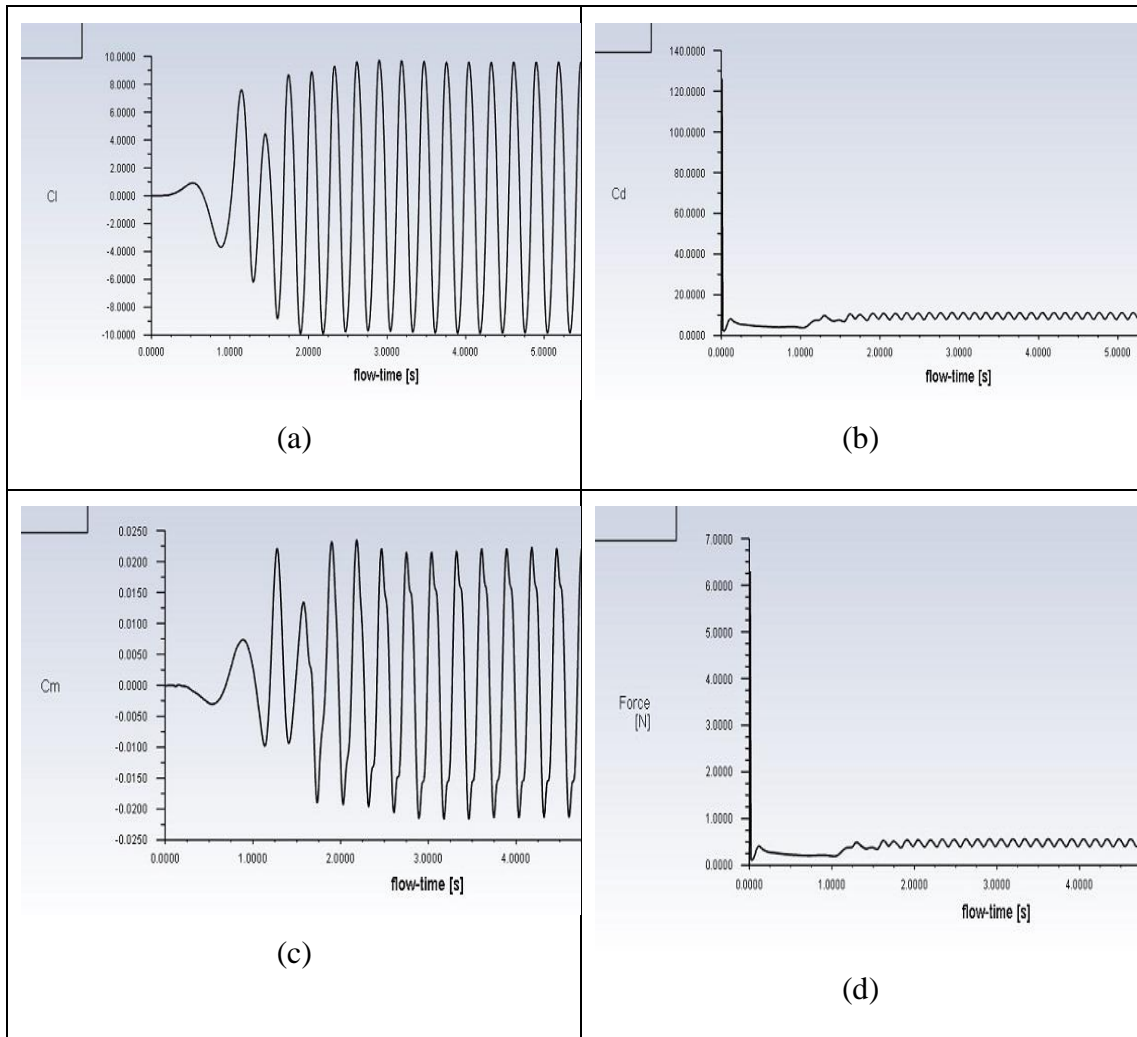 10.0000
8.0000
6.0000
4.0000
2.0000
Cl
0.0000
-2.0000
-4.0000
-6.0000
-8.0000
-10.0000
0.0000 1.0000 2.0000 3.0000 4.0000 5.0000
flow-time [s]
(a)
140.0000
120.0000
100.0000
80.0000
Cd
60.0000
40.0000
20.0000
0.0000
0.0000 1.0000 2.0000 3.0000 4.0000 5.0000
flow-time [s]
(b)
0.0250
0.0200
0.0150
0.0100
0.0050
Cm
0.0000
-0.0050
-0.0100
-0.0150
-0.0200
-0.0250
0.0000 1.0000 2.0000 3.0000 4.0000
flow-time [s]
(c)
7.0000
6.0000
5.0000
4.0000
Force
[N]
3.0000
2.0000
1.0000
0.0000
0.0000 1.0000 2.0000 3.0000 4.0000
flow-time [s]
(d)